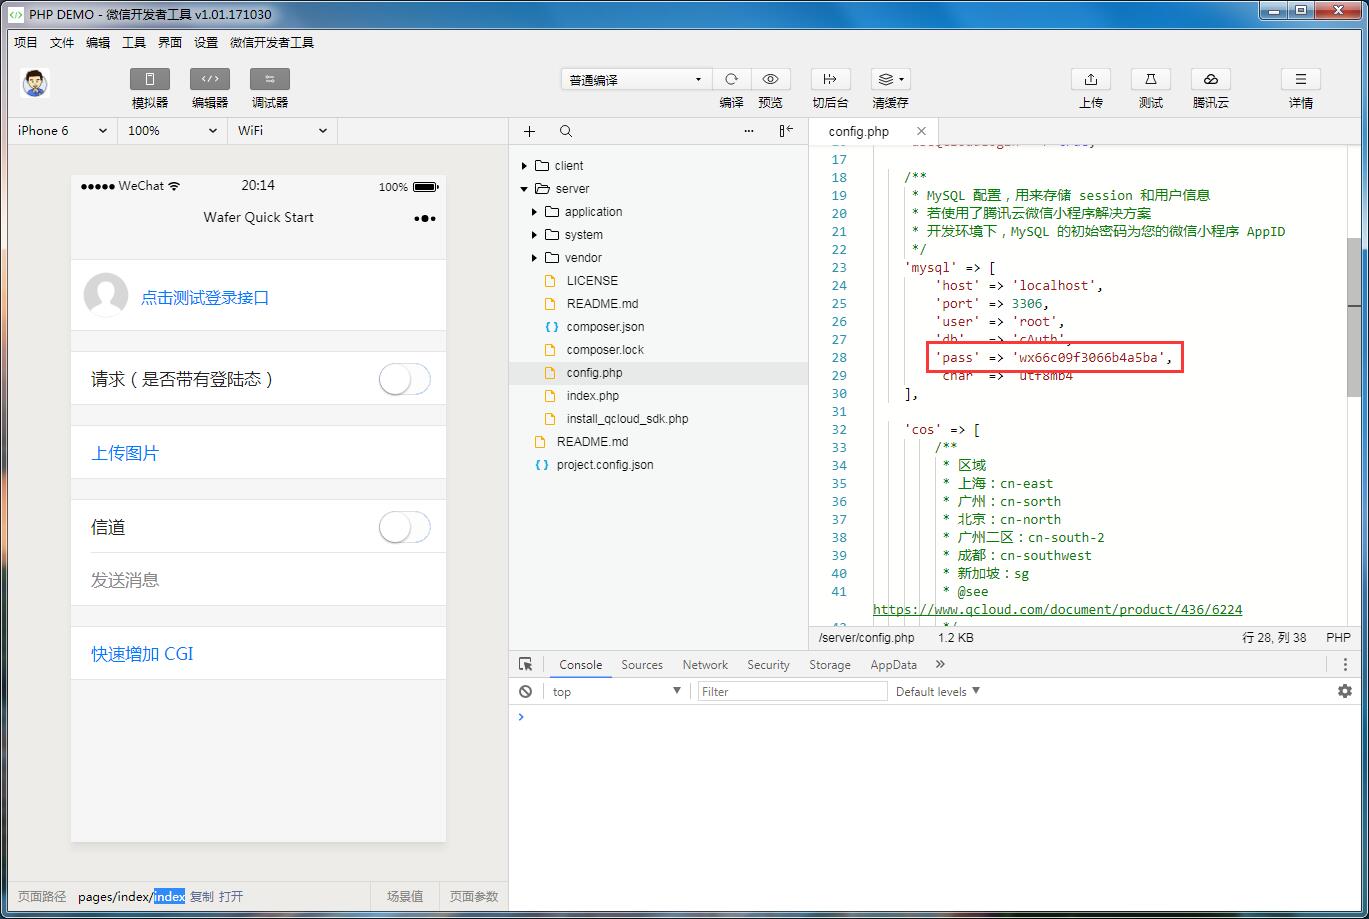 PHP DEMO - 微信开发者工具 v1.01.171030
项目 文件 编辑 工具 界面 设置 微信开发者工具
模拟器 编辑器 调试器
普通编译
编译 预览 切后台 清缓存
上传 测试 腾讯云 详情
iPhone 6 100% WiFi
●●●●● WeChat 20:14 100%
Wafer Quick Start
点击测试登录接口
请求（是否带有登陆态）
上传图片
信道
发送消息
快速增加 CGI
页面路径 pages/index/index 复制 打开 场景值 页面参数
client
server
application
system
vendor
LICENSE
README.md
composer.json
composer.lock
config.php
index.php
install_qcloud_sdk.php
README.md
project.config.json
config.php
17
18 /**
19 * MySQL 配置，用来存储 session 和用户信息
20 * 若使用了腾讯云微信小程序解决方案
21 * 开发环境下，MySQL 的初始密码为您的微信小程序 AppID
22 */
23 'mysql' => [
24 'host' => 'localhost',
25 'port' => 3306,
26 'user' => 'root',
27 'db' => 'cAuth',
28 'pass' => 'wx66c09f3066b4a5ba',
29 'char' => 'utf8mb4'
30 ],
31
32 'cos' => [
33 /**
34 * 区域
35 * 上海：cn-east
36 * 广州：cn-sorth
37 * 北京：cn-north
38 * 广州二区：cn-south-2
39 * 成都：cn-southwest
40 * 新加坡：sg
41 * @see
https://www.qcloud.com/document/product/436/6224
42 */
/server/config.php 1.2 KB 行 28, 列 38 PHP
Console Sources Network Security Storage AppData »
top Filter Default levels